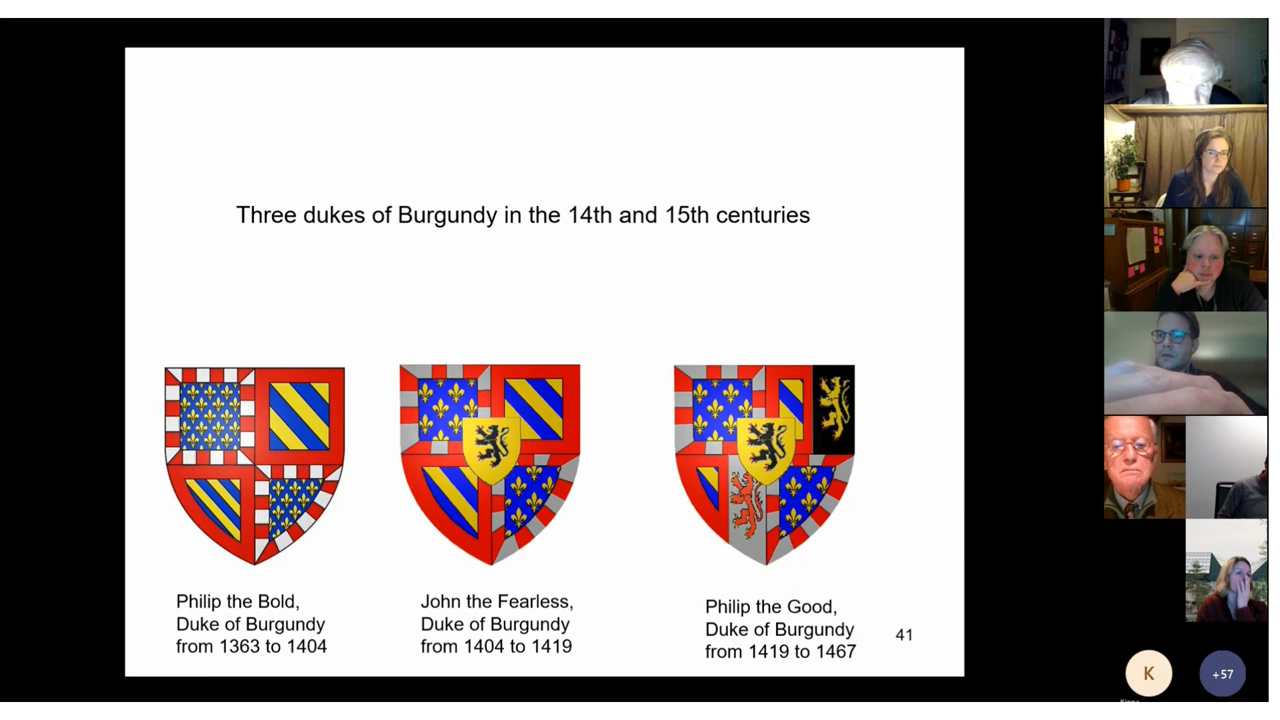 Three dukes of Burgundy in the 14th and 15th centuries
Philip the Bold,
Duke of Burgundy
from 1363 to 1404
John the Fearless,
Duke of Burgundy
from 1404 to 1419
Philip the Good,
Duke of Burgundy
from 1419 to 1467
41
K
+57